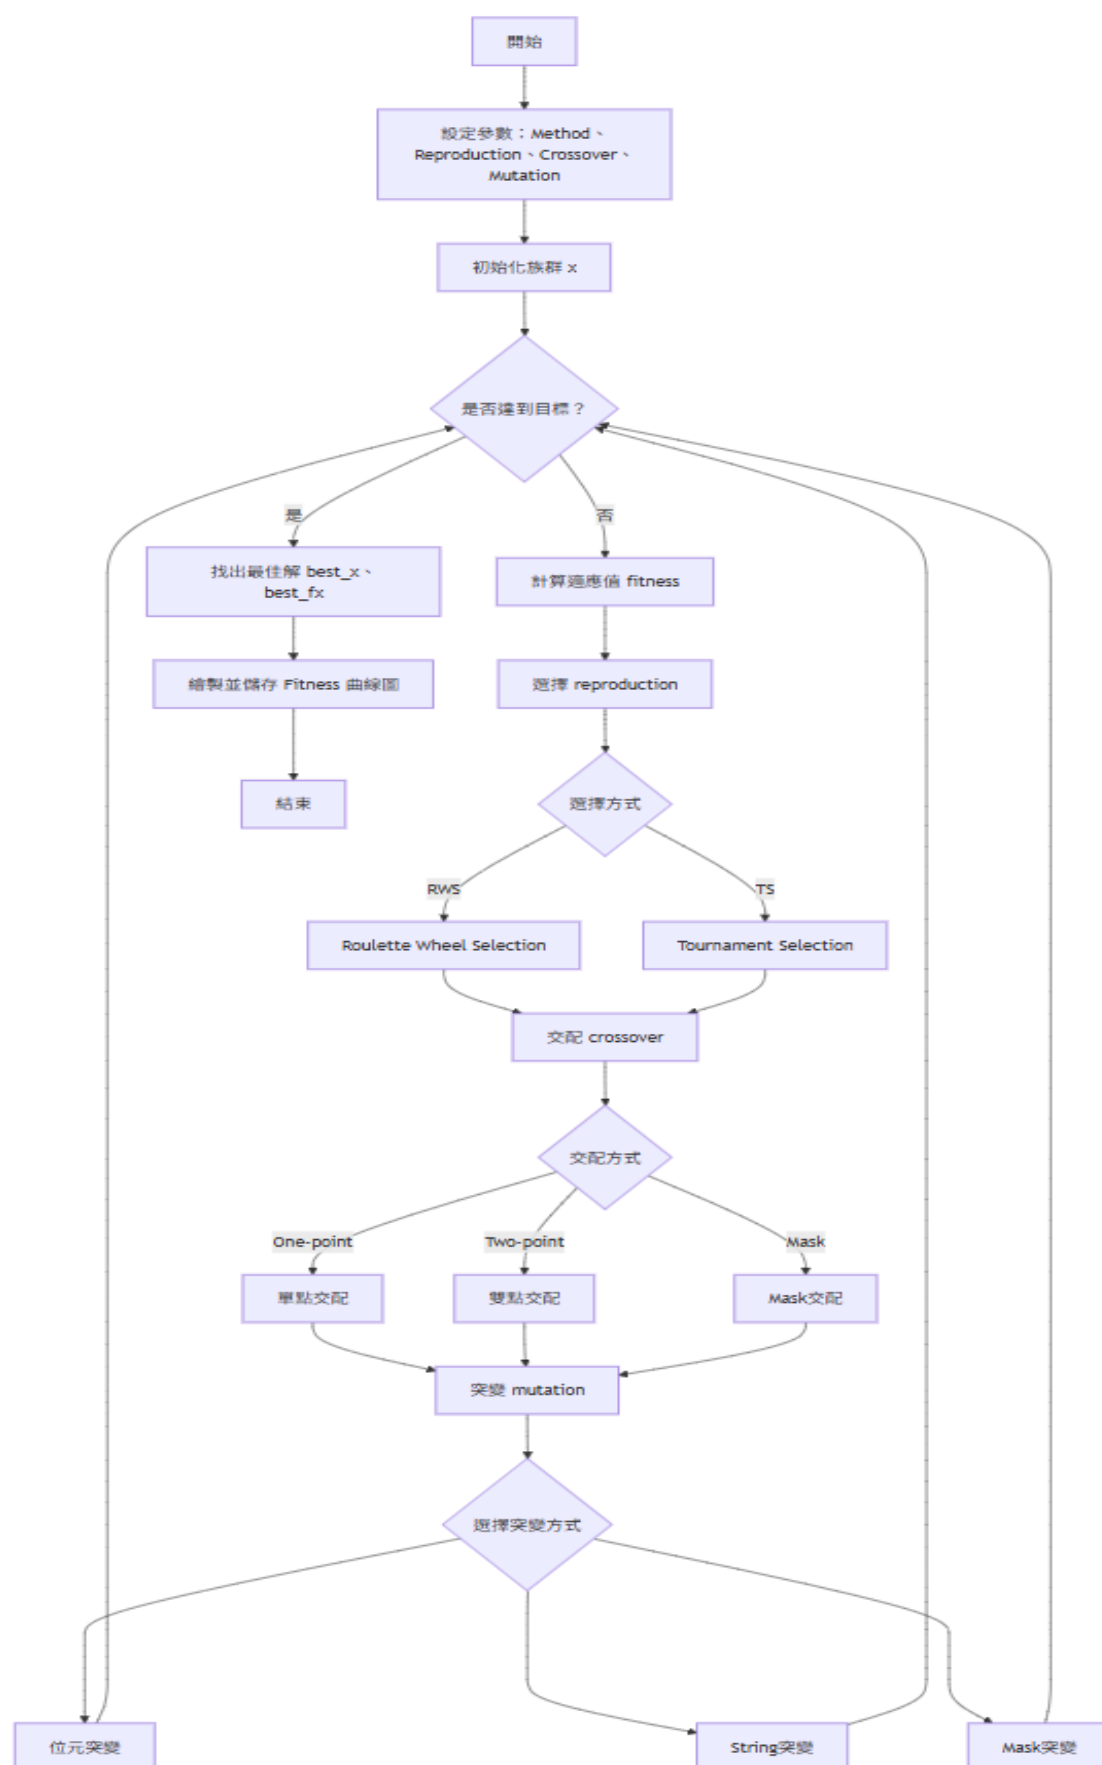 開始
設定參數：Method、
Reproduction、Crossover、
Mutation
初始化族群 x
是否達到目標？
是
否
找出最佳解 best_x、
best_fx
計算適應值 fitness
繪製並儲存 Fitness 曲線圖
選擇 reproduction
結束
選擇方式
RWS
TS
Roulette Wheel Selection
Tournament Selection
交配 crossover
交配方式
One-point
Two-point
Mask
單點交配
雙點交配
Mask交配
突變 mutation
選擇突變方式
位元突變
String突變
Mask突變